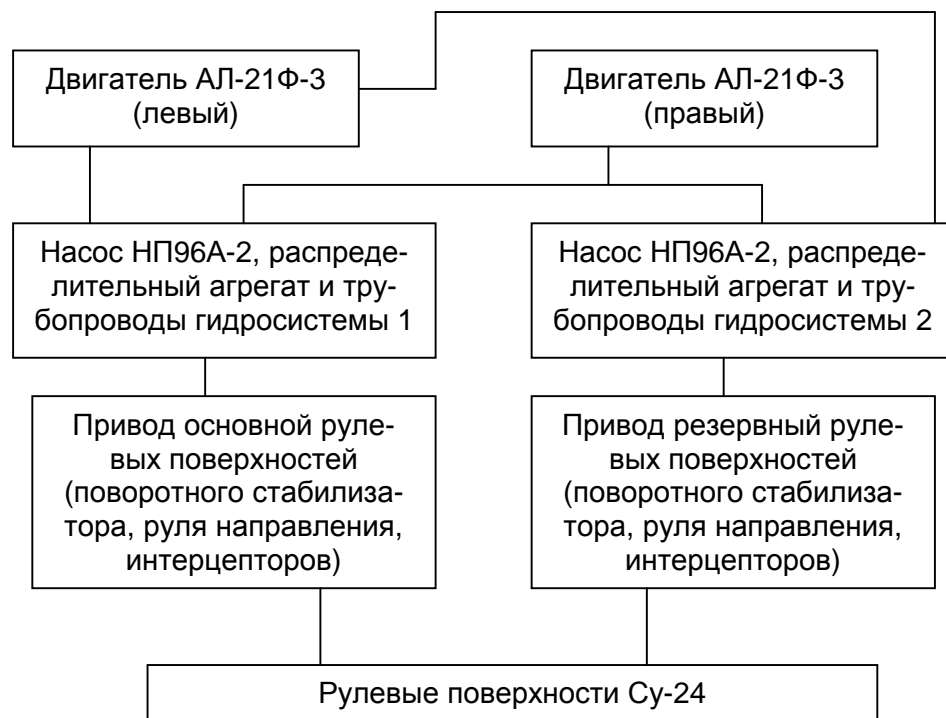 Двигатель АЛ-21Ф-3
(левый)
Двигатель АЛ-21Ф-3
(правый)
Насос НП96А-2, распреде-
лительный агрегат и тру-
бопроводы гидросистемы 1
Насос НП96А-2, распреде-
лительный агрегат и тру-
бопроводы гидросистемы 2
Привод основной руле-
вых поверхностей
(поворотного стабилиза-
тора, руля направления,
интерцепторов)
Привод резервный руле-
вых поверхностей
(поворотного стабилиза-
тора, руля направления,
интерцепторов)
Рулевые поверхности Су-24